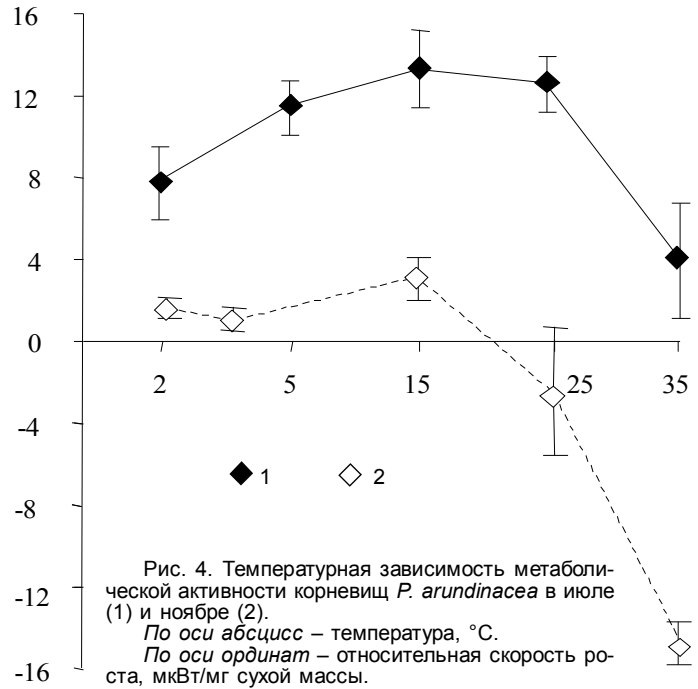 16
12
8
4
0
2 5 15 25 35
-4
1 2
-8
-12
Рис. 4. Температурная зависимость метаболи-
ческой активности корневищ P. arundinacea в июле
(1) и ноябре (2).
По оси абсцисс – температура, °С.
По оси ординат – относительная скорость ро-
ста, мкВт/мг сухой массы.
-16